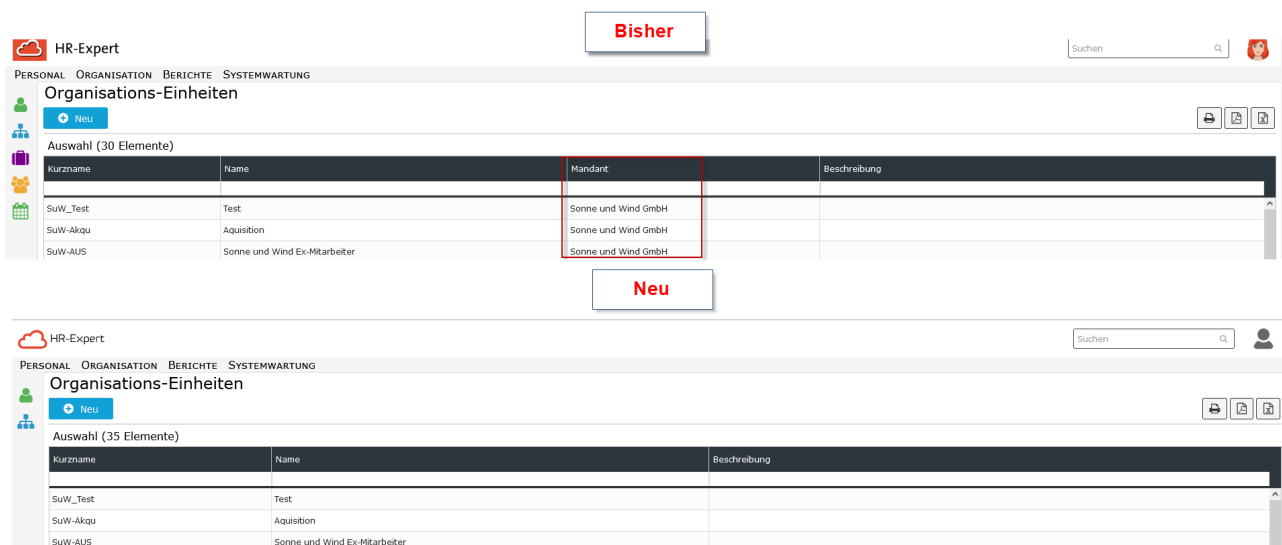 Bisher
HR-Expert
Suchen
PERSONAL ORGANISATION BERICHTE SYSTEMWARTUNG
Organisations-Einheiten
Neu
Auswahl (30 Elemente)
Kurzname Name Mandant Beschreibung
SuW_Test Test Sonne und Wind GmbH
SuW-Akqu Aquisition Sonne und Wind GmbH
SuW-AUS Sonne und Wind Ex-Mitarbeiter Sonne und Wind GmbH
Neu
HR-Expert
Suchen
PERSONAL ORGANISATION BERICHTE SYSTEMWARTUNG
Organisations-Einheiten
Neu
Auswahl (35 Elemente)
Kurzname Name Beschreibung
SuW_Test Test
SuW-Akqu Aquisition
SuW-AUS Sonne und Wind Ex-Mitarbeiter